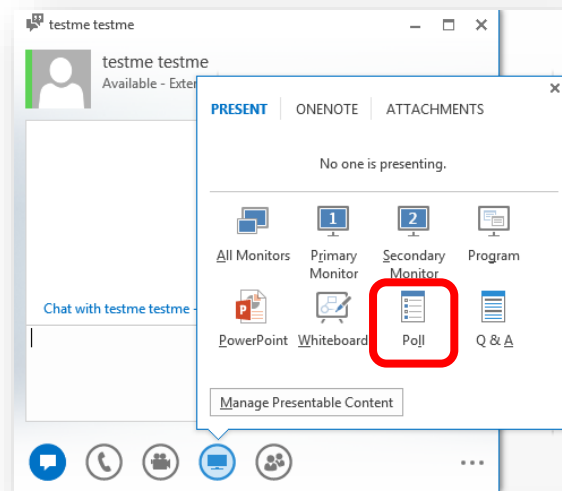 testme testme
testme testme
Available - Exter
PRESENT ONENOTE ATTACHMENTS
No one is presenting.
1 2
All Monitors Primary Monitor Secondary Monitor Program
PowerPoint Whiteboard Poll Q & A
Chat with testme testme -
Manage Presentable Content